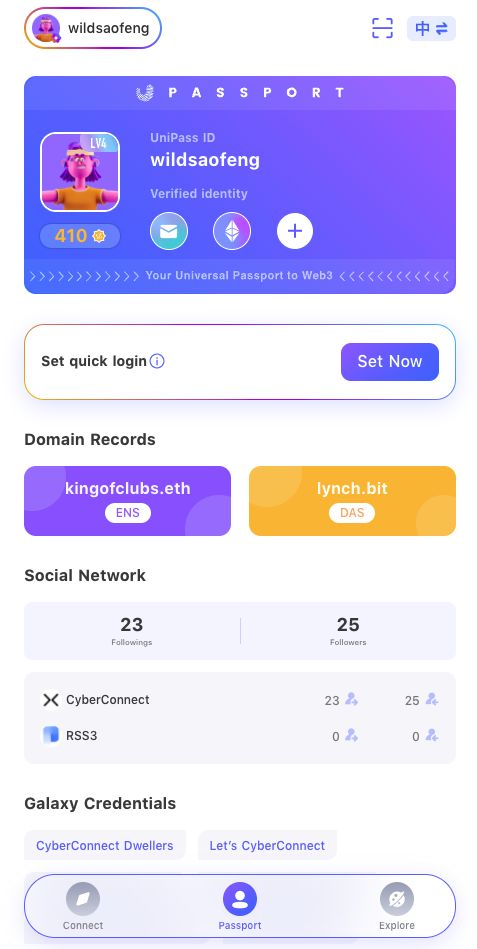 wildsaofeng
中
PASSPORT
LV4
UniPass ID
wildsaofeng
Verified identity
410
Your Universal Passport to Web3
Set quick login
Set Now
Domain Records
kingofclubs.eth
ENS
lynch.bit
DAS
Social Network
23
Followings
25
Followers
CyberConnect 23 25
RSS3 0 0
Galaxy Credentials
CyberConnect Dwellers
Let's CyberConnect
Connect
Passport
Explore